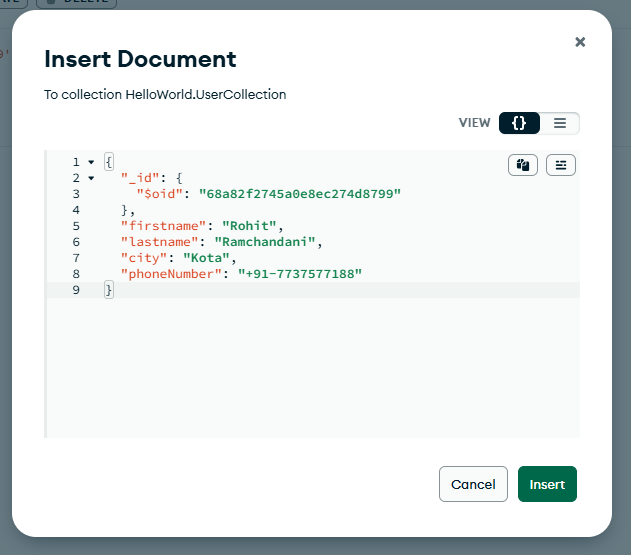 DELETE
Insert Document
To collection HelloWorld.UserCollection
VIEW {}
1 {
2 "_id": {
3 "$oid": "68a82f2745a0e8ec274d8799"
4 },
5 "firstname": "Rohit",
6 "lastname": "Ramchandani",
7 "city": "Kota",
8 "phoneNumber": "+91-7737577188"
9 }
Cancel Insert